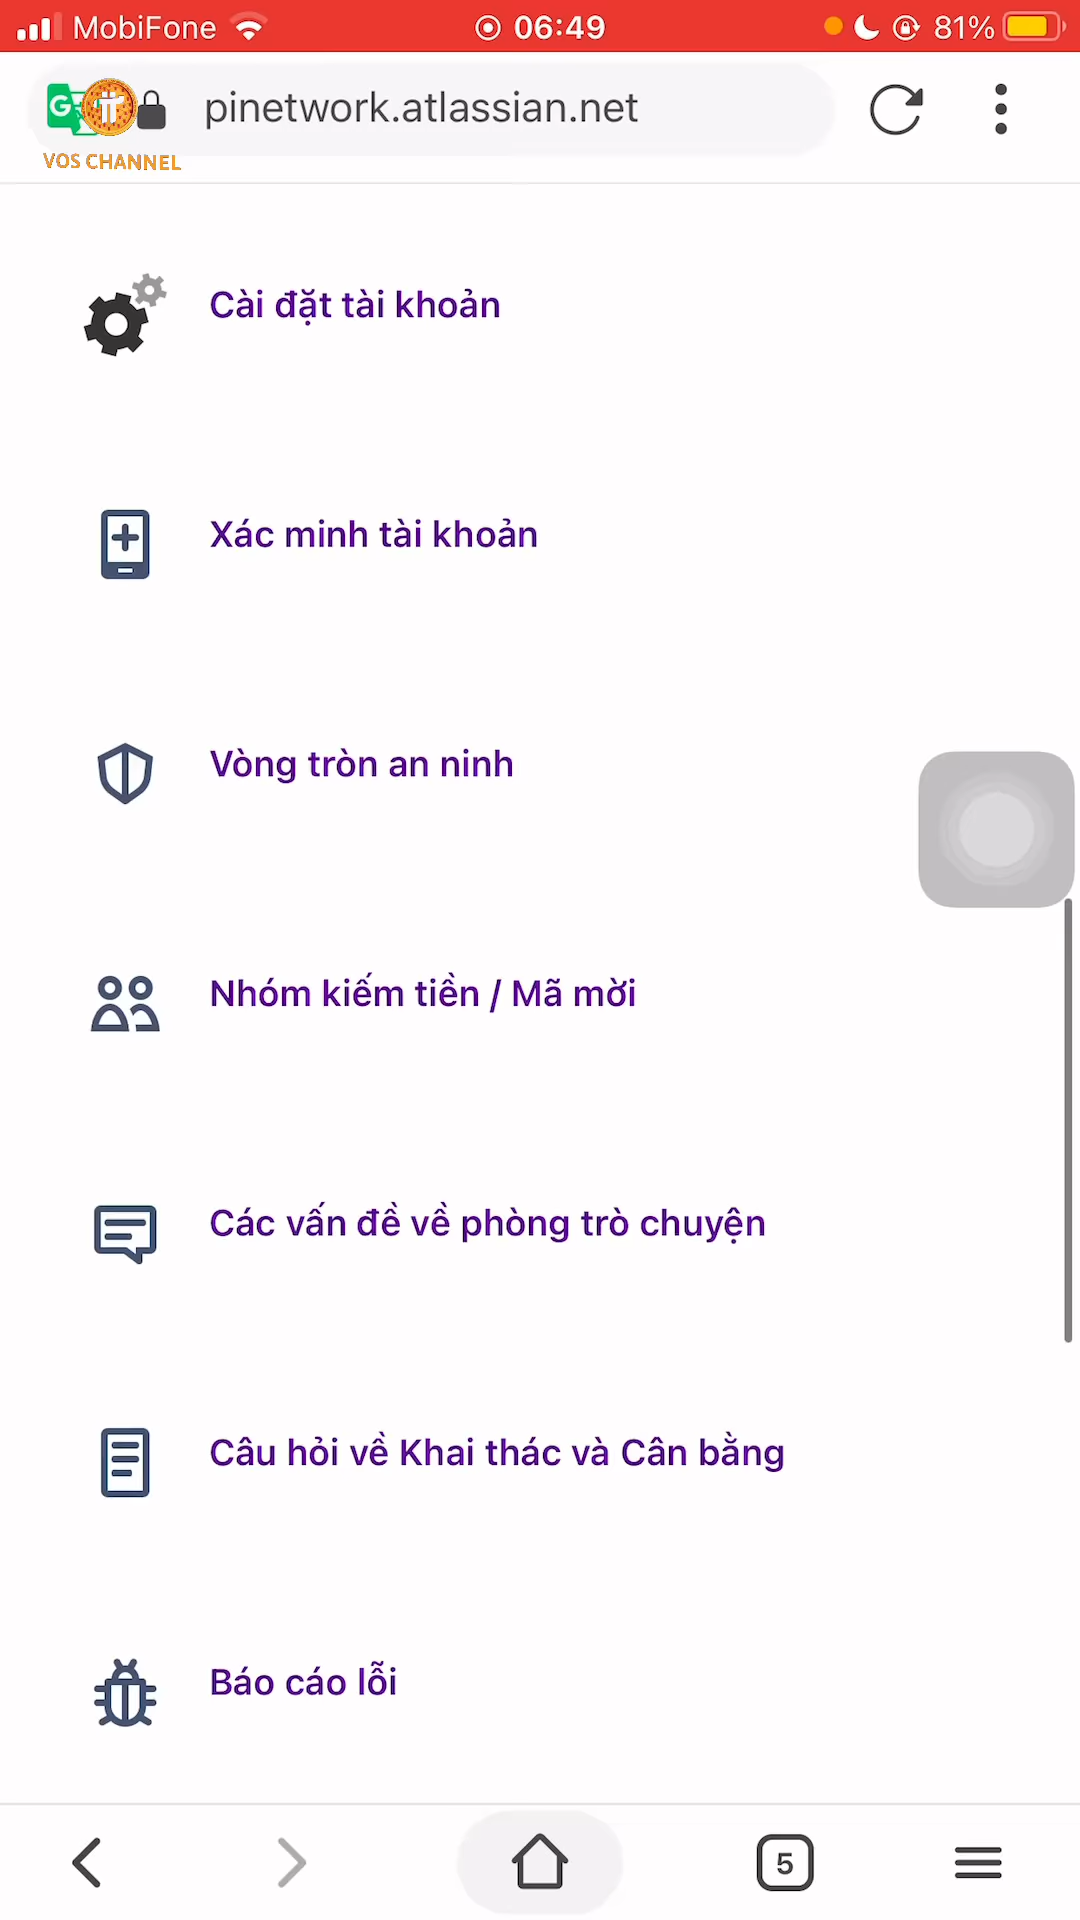 MobiFone 06:49 81%
G π pinetwork.atlassian.net
VOS CHANNEL
Cài đặt tài khoản
Xác minh tài khoản
Vòng tròn an ninh
Nhóm kiếm tiền / Mã mời
Các vấn đề về phòng trò chuyện
Câu hỏi về Khai thác và Cân bằng
Báo cáo lỗi
5